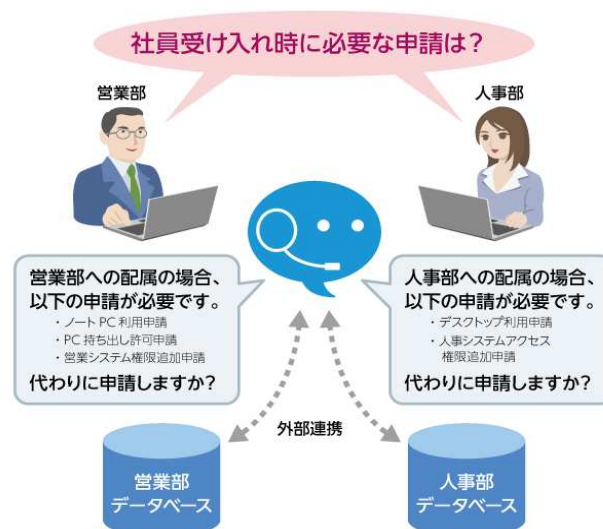 社員受け入れ時に必要な申請は？
営業部
人事部
営業部への配属の場合、
以下の申請が必要です。
・ノートPC利用申請
・PC持ち出し許可申請
・営業システム権限追加申請
代わりに申請しますか？
人事部への配属の場合、
以下の申請が必要です。
・デスクトップ利用申請
・人事システムアクセス
権限追加申請
代わりに申請しますか？
外部連携
営業部
データベース
人事部
データベース